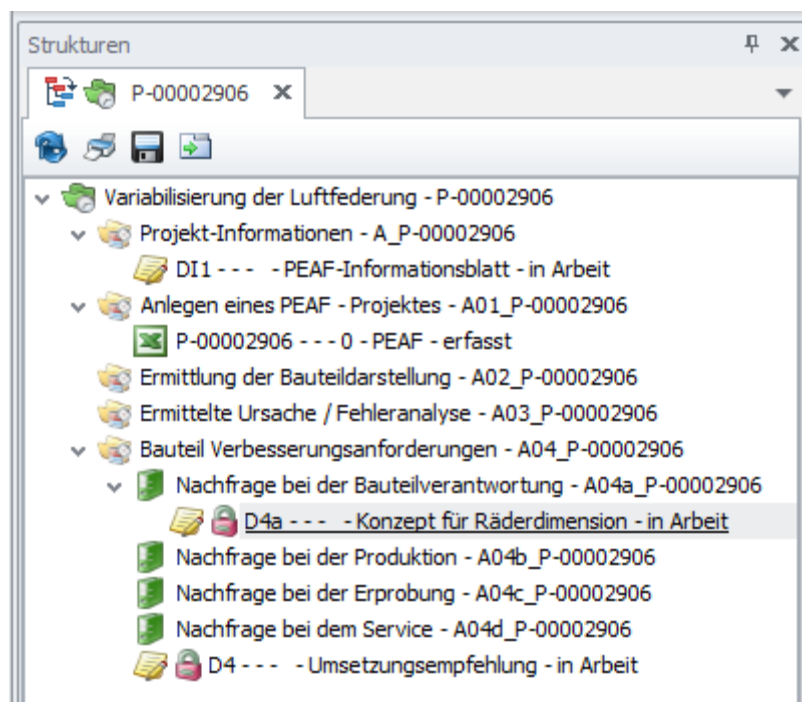 Strukturen
P-00002906
Variabilisierung der Luftfederung - P-00002906
Projekt-Informationen - A_P-00002906
DI1 - - -   - PEAF-Informationsblatt - in Arbeit
Anlegen eines PEAF - Projektes - A01_P-00002906
P-00002906 - - - 0 - PEAF - erfasst
Ermittlung der Bauteildarstellung - A02_P-00002906
Ermittelte Ursache / Fehleranalyse - A03_P-00002906
Bauteil Verbesserungsanforderungen - A04_P-00002906
Nachfrage bei der Bauteilverantwortung - A04a_P-00002906
D4a - - -   - Konzept für Räderdimension - in Arbeit
Nachfrage bei der Produktion - A04b_P-00002906
Nachfrage bei der Erprobung - A04c_P-00002906
Nachfrage bei dem Service - A04d_P-00002906
D4 - - -   - Umsetzungsempfehlung - in Arbeit